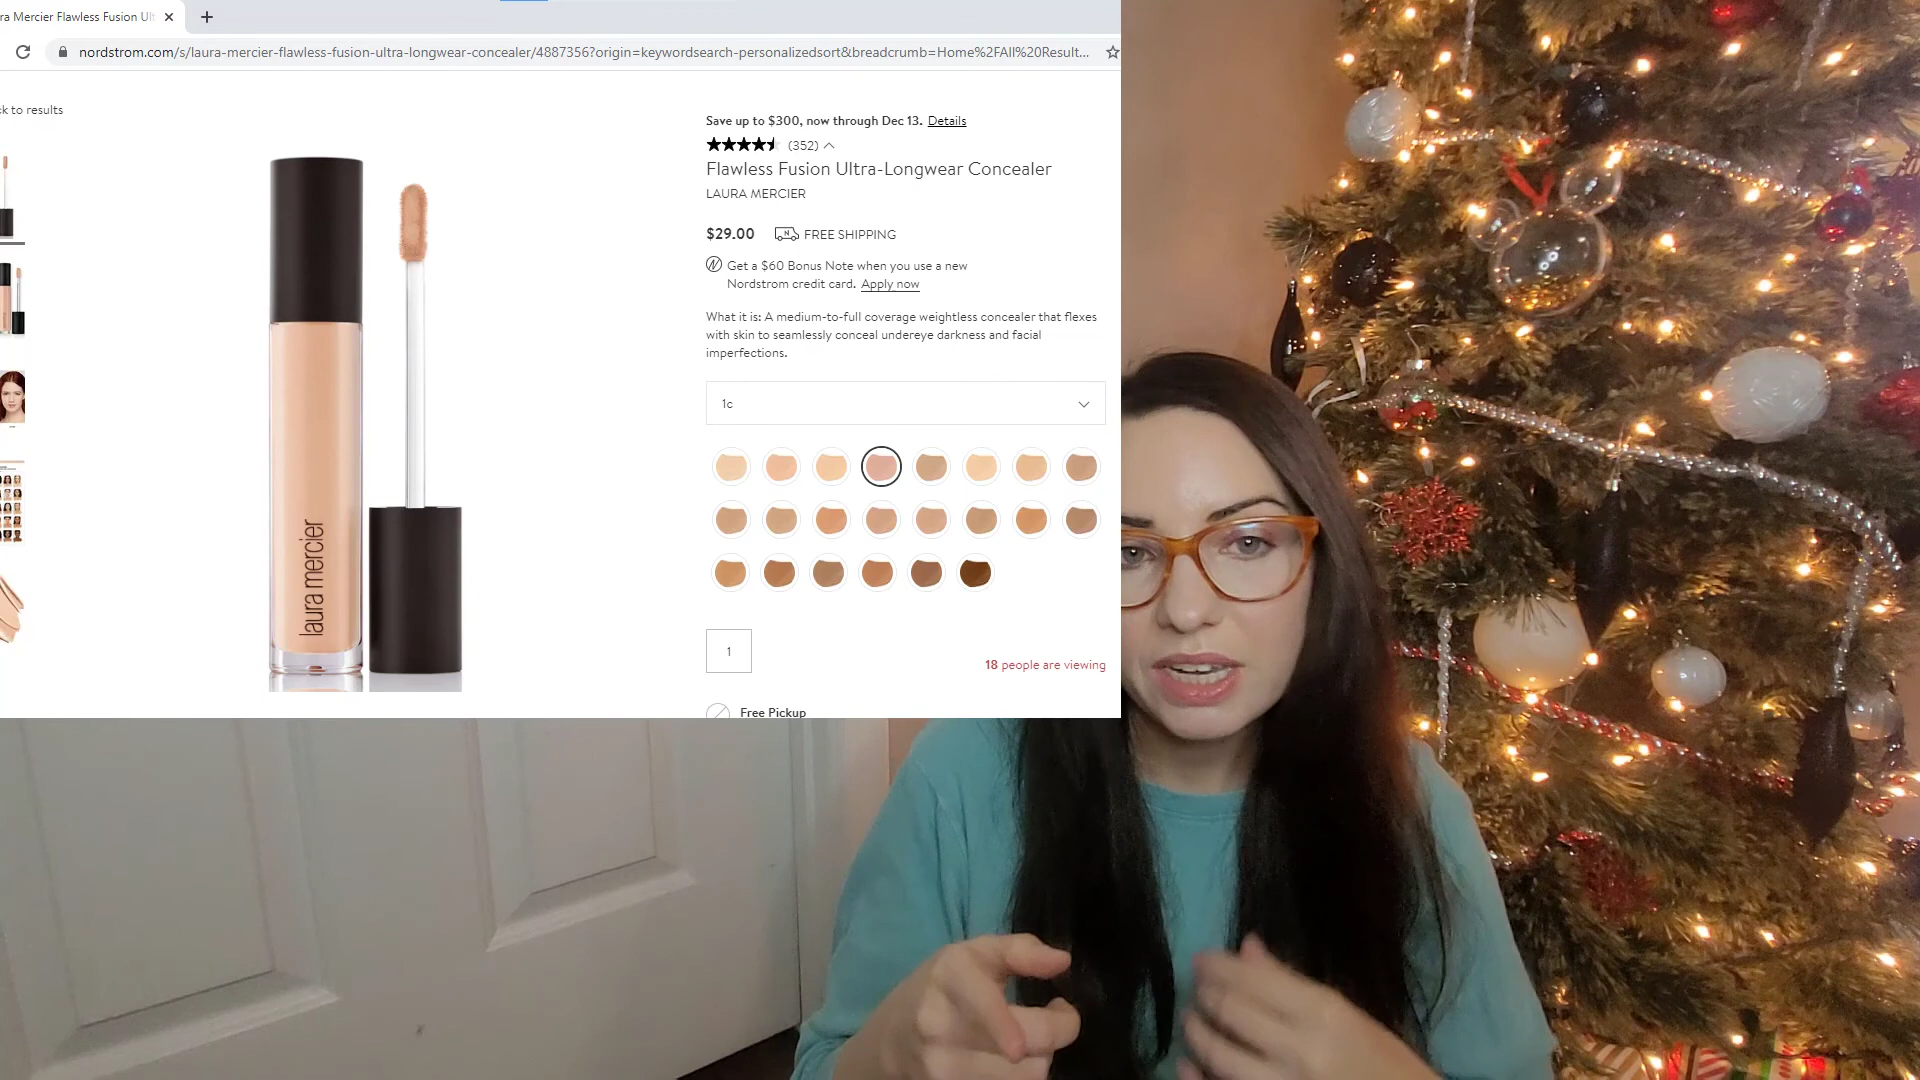 ra Mercier Flawless Fusion Ult
nordstrom.com/s/laura-mercier-flawless-fusion-ultra-longwear-concealer/4887356?origin=keywordsearch-personalizedsort&breadcrumb=Home%2FAll%20Result...
ck to results
Save up to $300, now through Dec 13. Details
(352)
Flawless Fusion Ultra-Longwear Concealer
LAURA MERCIER
$29.00 FREE SHIPPING
Get a $60 Bonus Note when you use a new
Nordstrom credit card. Apply now
What it is: A medium-to-full coverage weightless concealer that flexes
with skin to seamlessly conceal undereye darkness and facial
imperfections.
1c
laura mercier
1
18 people are viewing
Free Pickup